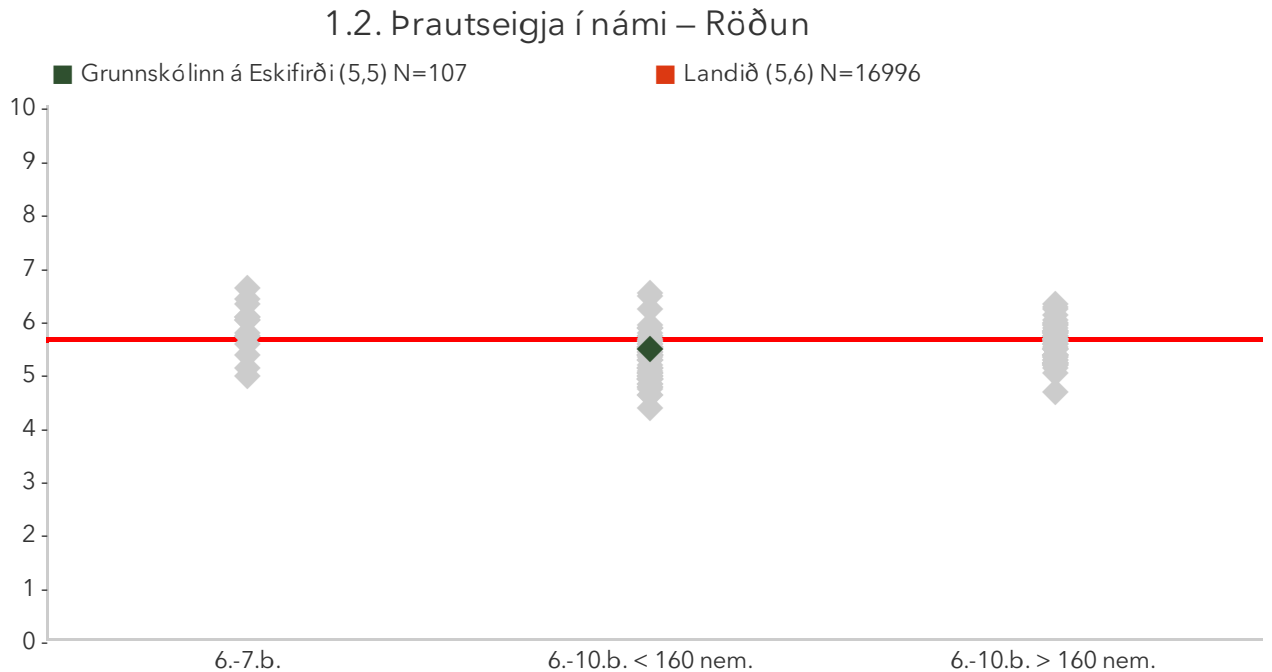 1.2. Þrautseigja í námi – Röðun
Grunnskólinn á Eskifirði (5,5) N=107
Landið (5,6) N=16996
10
9
8
7
6
5
4
3
2
1
0
6.-7.b.
6.-10.b. < 160 nem.
6.-10.b. > 160 nem.